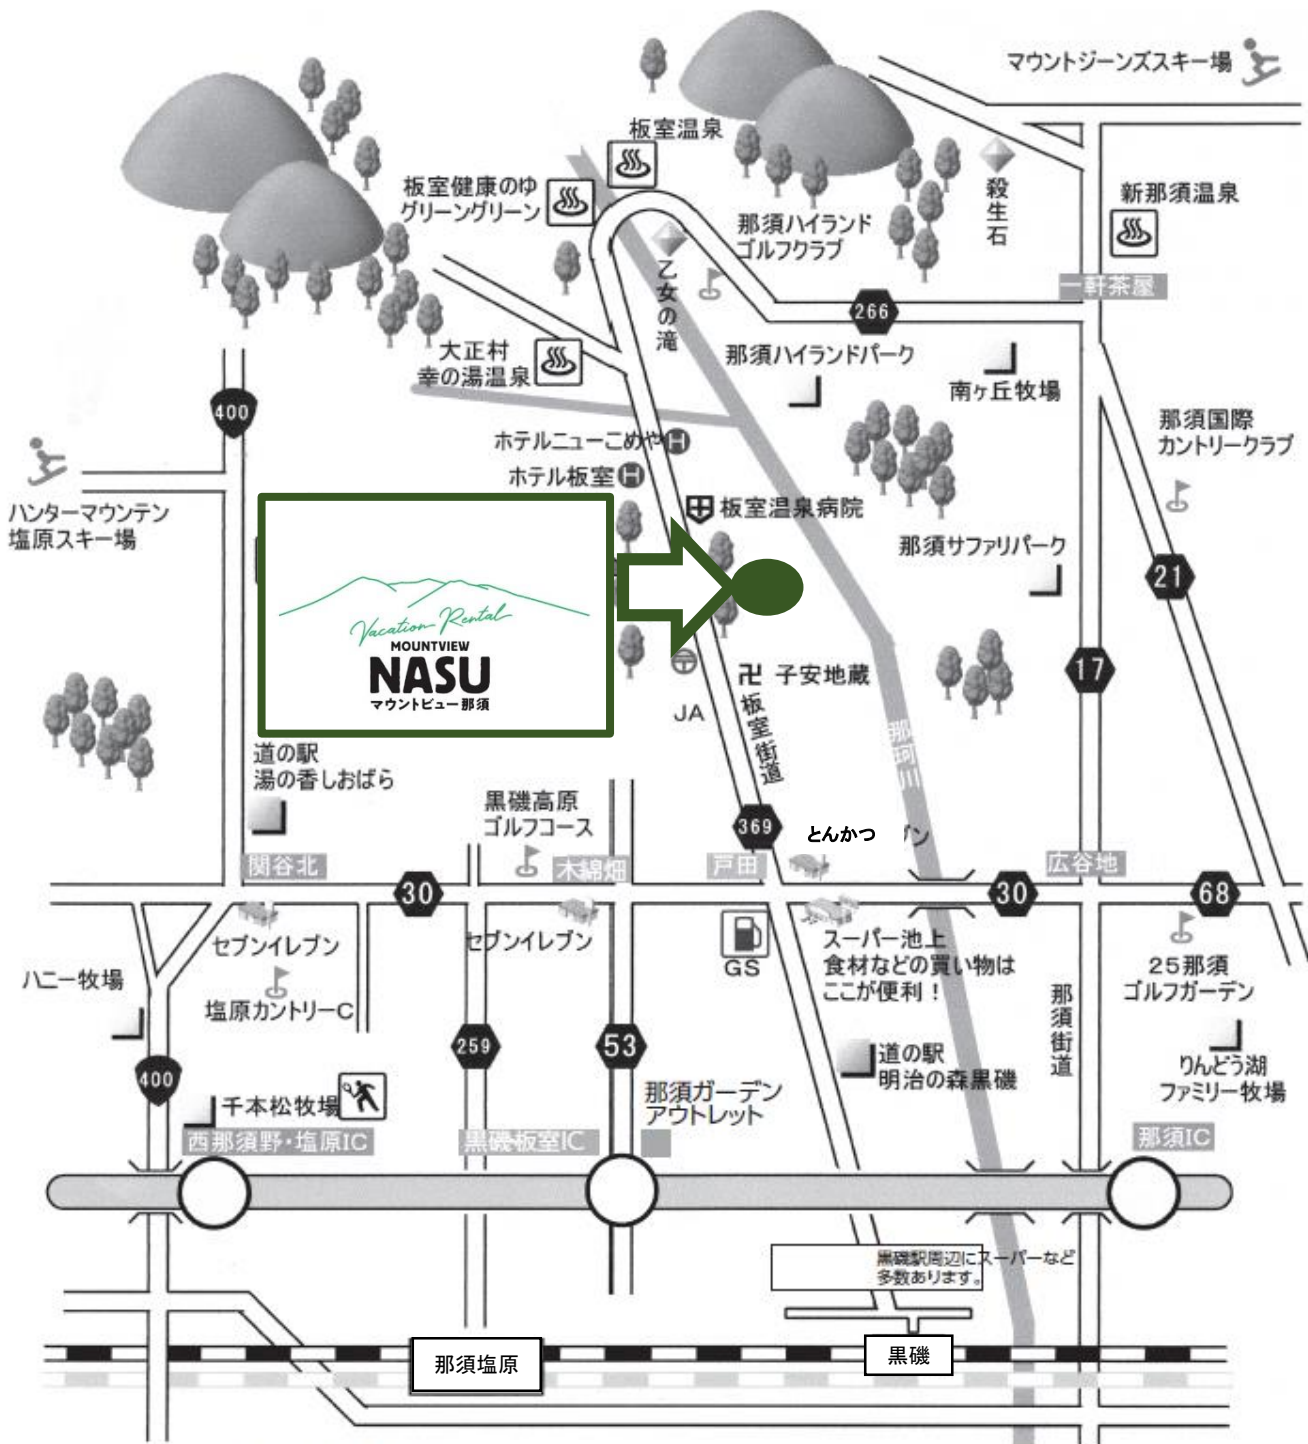 マウントジーンズスキー場
板室温泉
板室健康のゆ
グリーングリーン
那須ハイランド
ゴルフクラブ
殺生石
新那須温泉
乙女の滝
一軒茶屋
266
大正村
幸の湯温泉
那須ハイランドパーク
南ヶ丘牧場
400
那須国際
カントリークラブ
ホテルニューこめや H
ホテル板室 H
ハンターマウンテン
塩原スキー場
板室温泉病院
那須サファリパーク
21
Vacation Rental
MOUNTVIEW
NASU
マウントビュー那須
17
卍 子安地蔵
JA
板室街道
那珂川
道の駅
湯の香しおばら
黒磯高原
ゴルフコース
369
とんかつ
ブン
関谷北
木綿畑
戸田
広谷地
30
30
68
セブンイレブン
セブンイレブン
GS
スーパー池上
食材などの買い物は
ここが便利！
25那須
ゴルフガーデン
ハニー牧場
塩原カントリーC
那須街道
259
53
道の駅
明治の森黒磯
りんどう湖
ファミリー牧場
400
千本松牧場
那須ガーデン
アウトレット
西那須野・塩原IC
黒磯板室IC
那須IC
黒磯駅周辺にスーパーなど
多数あります。
那須塩原
黒磯